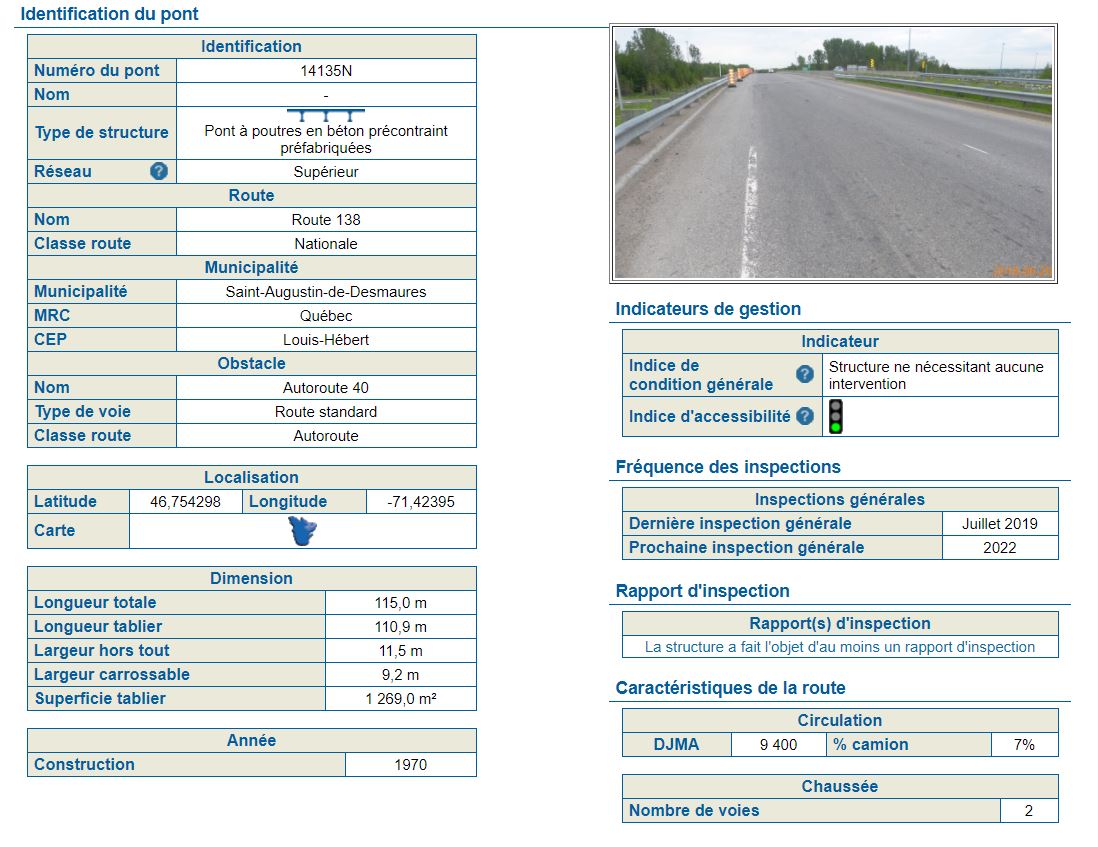 Identification du pont
Identification
Numéro du pont 14135N
Nom -
Type de structure Pont à poutres en béton précontraint
préfabriquées
Réseau ? Supérieur
Route
Nom Route 138
Classe route Nationale
Municipalité
Municipalité Saint-Augustin-de-Desmaures
MRC Québec
CEP Louis-Hébert
Obstacle
Nom Autoroute 40
Type de voie Route standard
Classe route Autoroute
Localisation
Latitude 46,754298 Longitude -71,42395
Carte
Dimension
Longueur totale 115,0 m
Longueur tablier 110,9 m
Largeur hors tout 11,5 m
Largeur carrossable 9,2 m
Superficie tablier 1 269,0 m²
Année
Construction 1970
Indicateurs de gestion
Indicateur
Indice de
condition générale ? Structure ne nécessitant aucune
intervention
Indice d'accessibilité ?
Fréquence des inspections
Inspections générales
Dernière inspection générale Juillet 2019
Prochaine inspection générale 2022
Rapport d'inspection
Rapport(s) d'inspection
La structure a fait l'objet d'au moins un rapport d'inspection
Caractéristiques de la route
Circulation
DJMA 9 400 % camion 7%
Chaussée
Nombre de voies 2